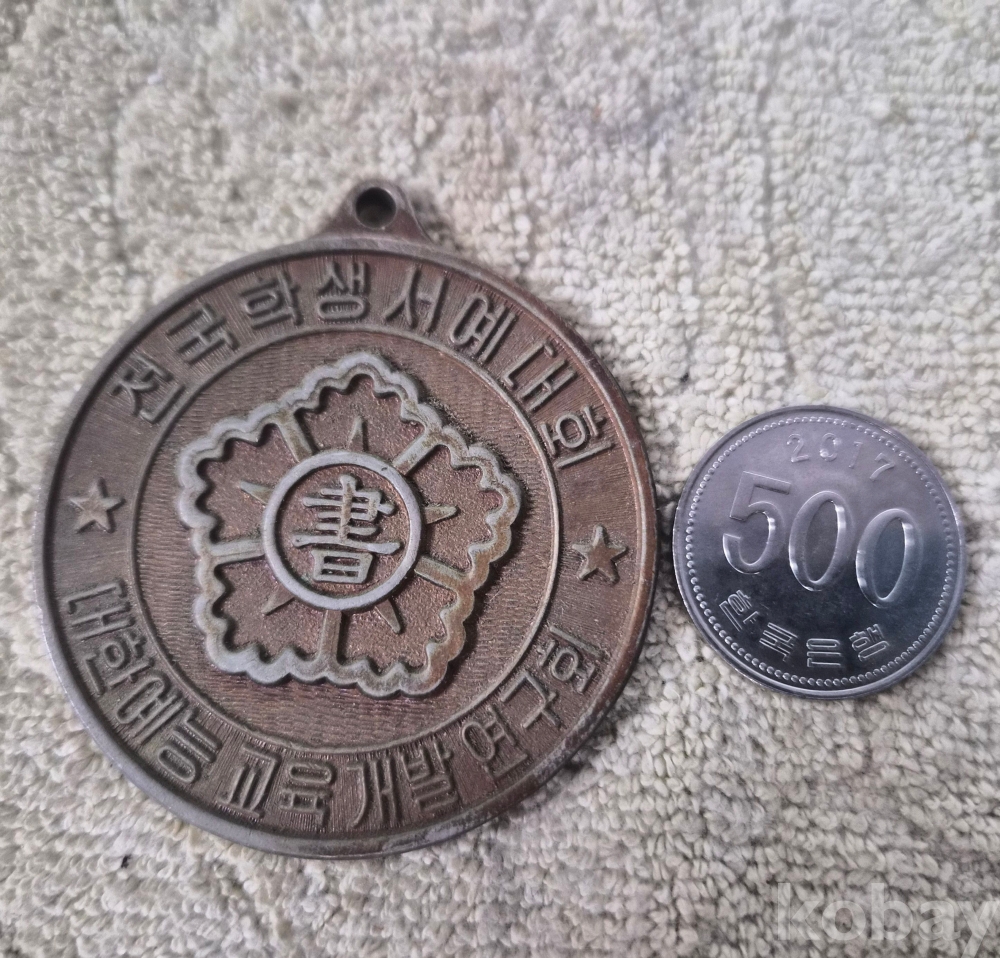 전국학생서예대회
書
대한예능교육개발연구회
2017
500
한국은행
kobay